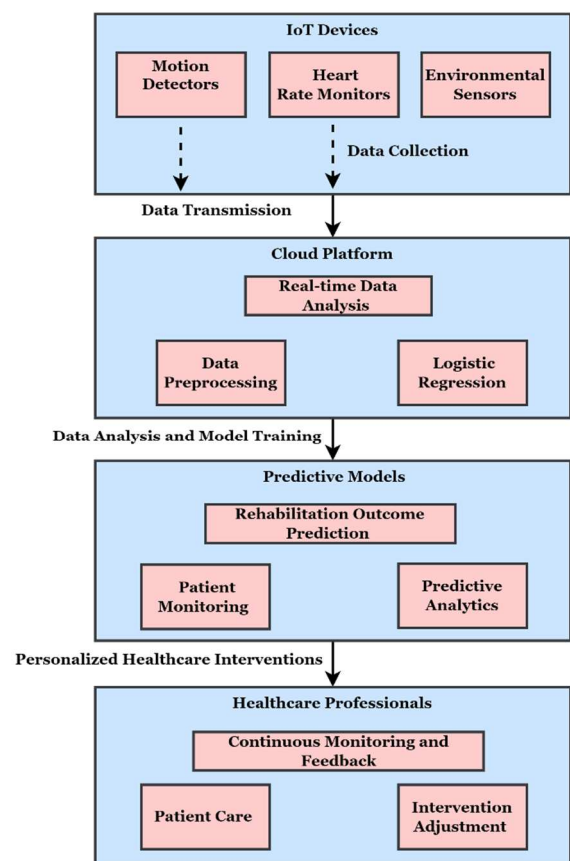 IoT Devices
Motion
Detectors
Heart
Rate Monitors
Environmental
Sensors
Data Collection
Data Transmission
Cloud Platform
Real-time Data
Analysis
Data
Preprocessing
Logistic
Regression
Data Analysis and Model Training
Predictive Models
Rehabilitation Outcome
Prediction
Patient
Monitoring
Predictive
Analytics
Personalized Healthcare Interventions
Healthcare Professionals
Continuous Monitoring and
Feedback
Patient Care
Intervention
Adjustment